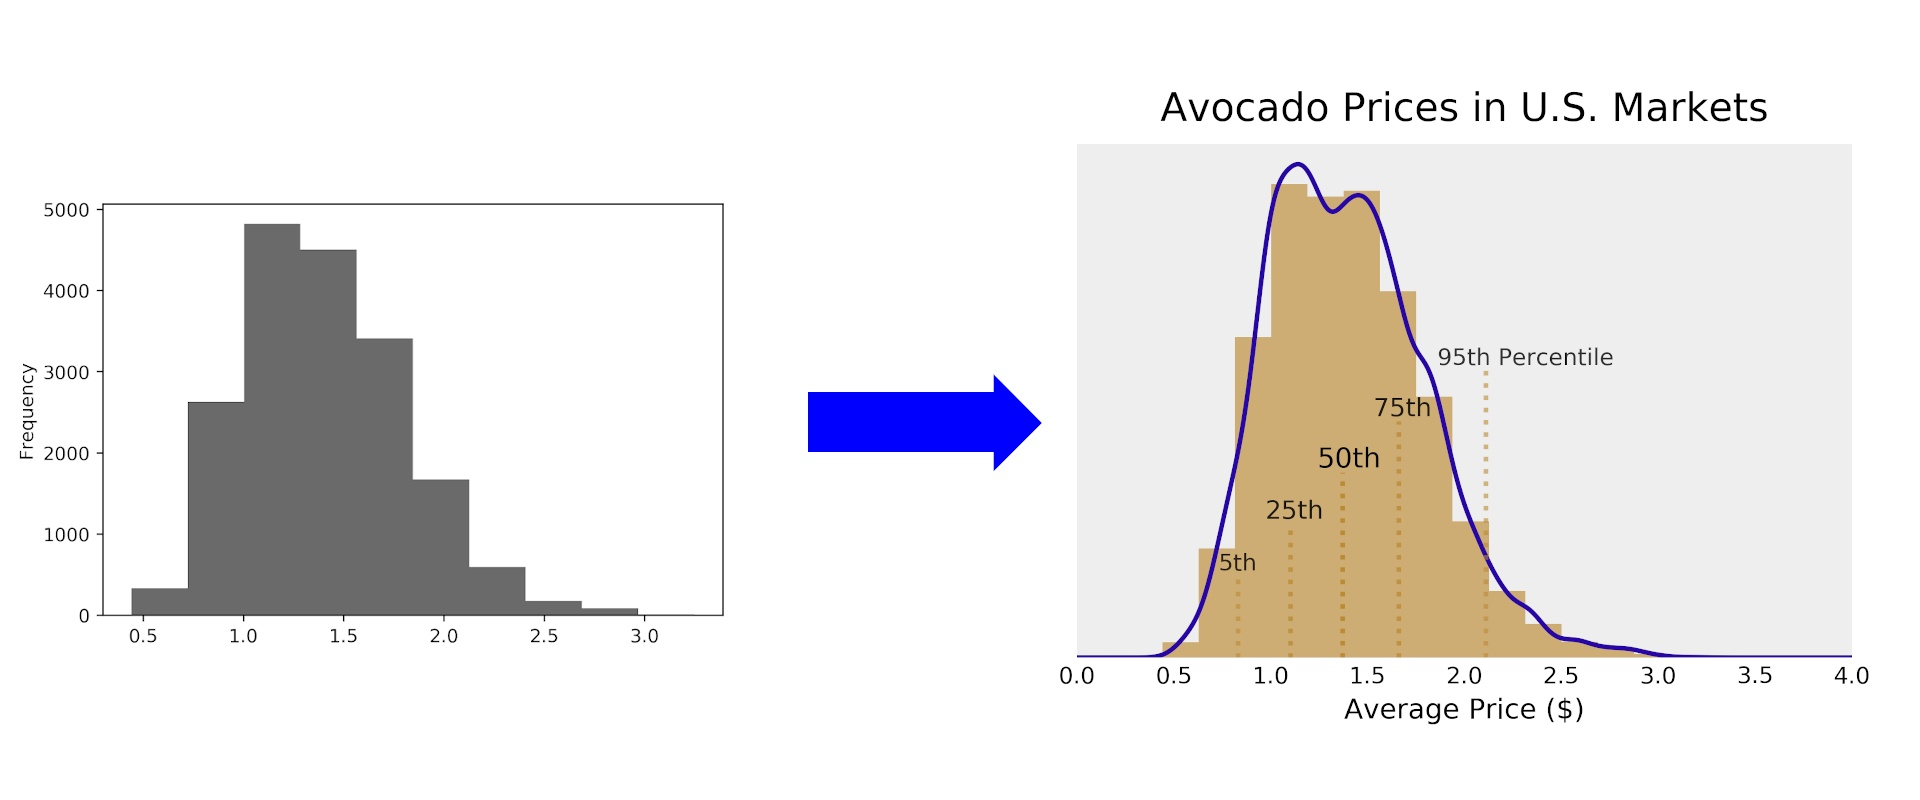 5000
4000
3000
2000
1000
0
Frequency
0.5 1.0 1.5 2.0 2.5 3.0
Avocado Prices in U.S. Markets
95th Percentile
75th
50th
25th
5th
0.0 0.5 1.0 1.5 2.0 2.5 3.0 3.5 4.0
Average Price ($)